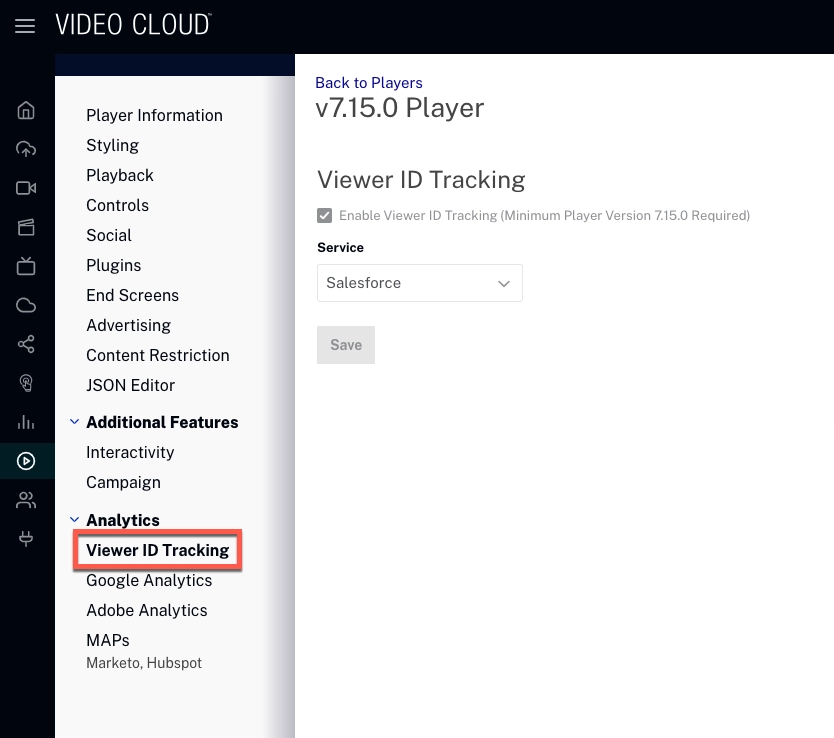 VIDEO CLOUD™
Player Information
Styling
Playback
Controls
Social
Plugins
End Screens
Advertising
Content Restriction
JSON Editor
Additional Features
Interactivity
Campaign
Analytics
Viewer ID Tracking
Google Analytics
Adobe Analytics
MAPs
Marketo, Hubspot
Back to Players
v7.15.0 Player
Viewer ID Tracking
Enable Viewer ID Tracking (Minimum Player Version 7.15.0 Required)
Service
Salesforce
Save